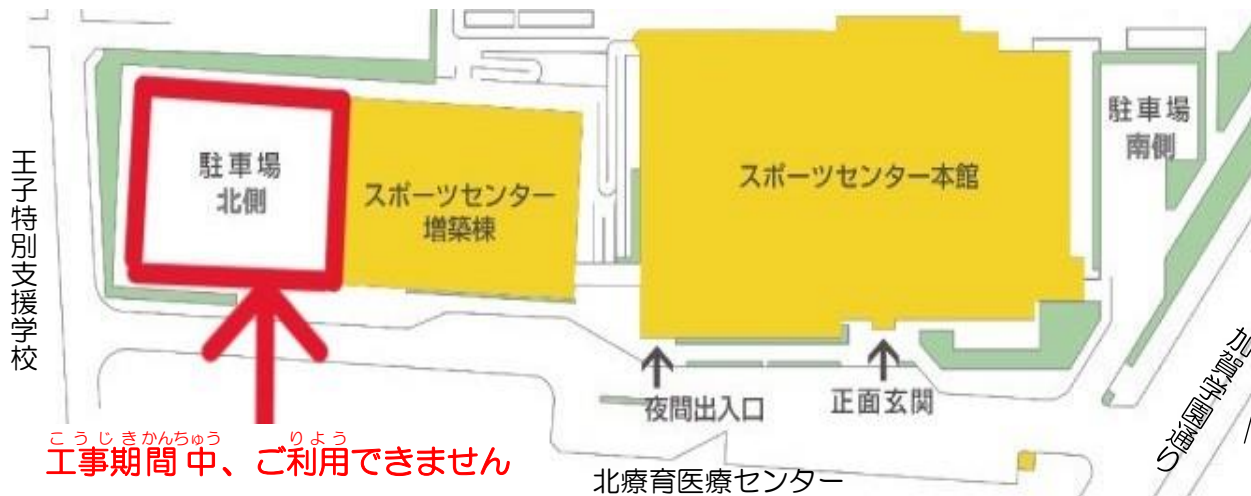 駐車場
北側
スポーツセンター
増築棟
スポーツセンター本館
駐車場
南側
王子特別支援学校
夜間出入口
正面玄関
加賀学園通り
こうじきかんちゅう りよう
工事期間中、ご利用できません
北療育医療センター